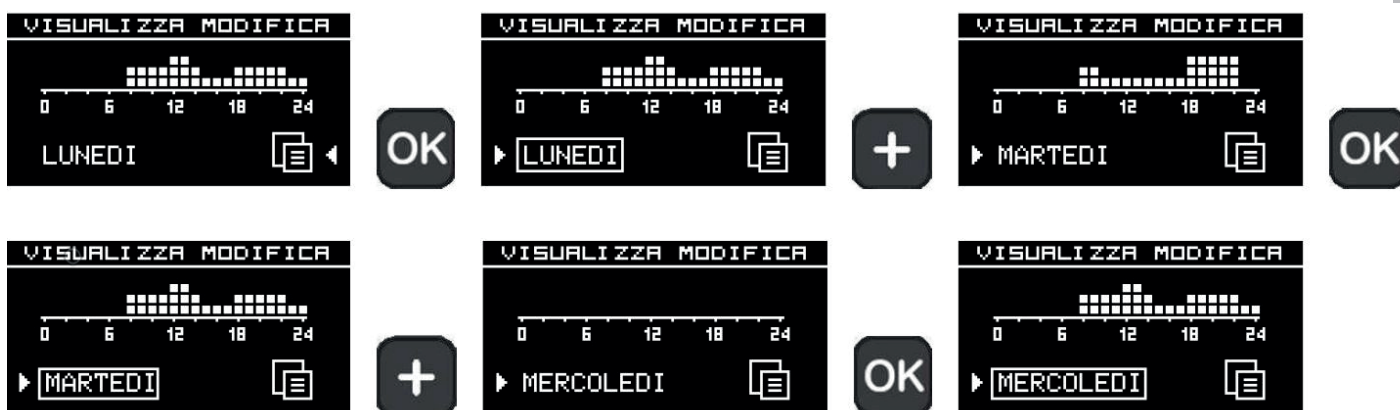 VISUALIZZA MODIFICA
0 6 12 18 24
LUNEDI
OK
VISUALIZZA MODIFICA
0 6 12 18 24
LUNEDI
+
VISUALIZZA MODIFICA
0 6 12 18 24
MARTEDI
OK
VISUALIZZA MODIFICA
0 6 12 18 24
MARTEDI
+
VISUALIZZA MODIFICA
0 6 12 18 24
MERCOLEDI
OK
VISUALIZZA MODIFICA
0 6 12 18 24
MERCOLEDI